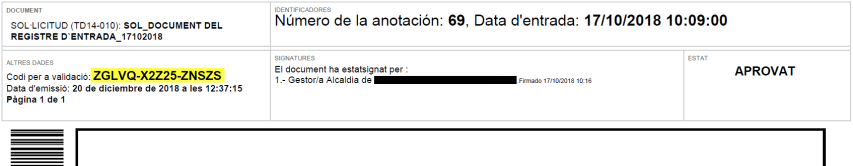 DOCUMENT
SOL·LICITUD (TD14-010): SOL_DOCUMENT DEL
REGISTRE D´ENTRADA_17102018
IDENTIFICADORES
Número de la anotación: 69, Data d'entrada: 17/10/2018 10:09:00
ALTRES DADES
Codi per a validació: ZGLVQ-X2Z25-ZNSZS
Data d'emissió: 20 de diciembre de 2018 a les 12:37:15
Pàgina 1 de 1
SIGNATURES
El document ha estatsignat per :
1.- Gestor/a Alcaldia de .Firmado 17/10/2018 10:16
ESTAT
APROVAT